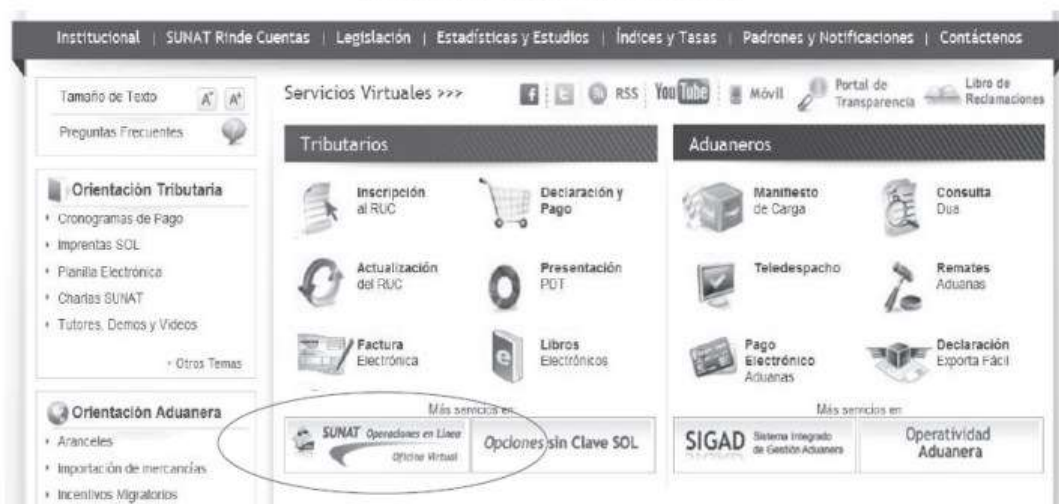 Institucional | SUNAT Rinde Cuentas | Legislación | Estadísticas y Estudios | Índices y Tasas | Padrones y Notificaciones | Contáctenos
Tamaño de Texto A- A+
Preguntas Frecuentes
Orientación Tributaria
Cronogramas de Pago
Imprentas SOL
Planilla Electrónica
Charlas SUNAT
Tutores, Demos y Videos
Otros Temas
Orientación Aduanera
Aranceles
Importación de mercancías
Incentivos Migratorios
Servicios Virtuales >>>
RSS
YouTube
Móvil
Portal de
Transparencia
Libro de
Reclamaciones
Tributarios
Inscripción
al RUC
Declaración y
Pago
Actualización
del RUC
Presentación
PDT
Factura
Electrónica
Libros
Electrónicos
Más servicios en
SUNAT Operaciones en Línea
Oficina Virtual
Opciones sin Clave SOL
Aduaneros
Manifiesto
de Carga
Consulta
Dua
Teledespacho
Remates
Aduanas
Pago
Electrónico
Aduanas
Declaración
Exporta Fácil
Más servicios en
SIGAD Sistema Integrado
de Gestión Aduanera
Operatividad
Aduanera